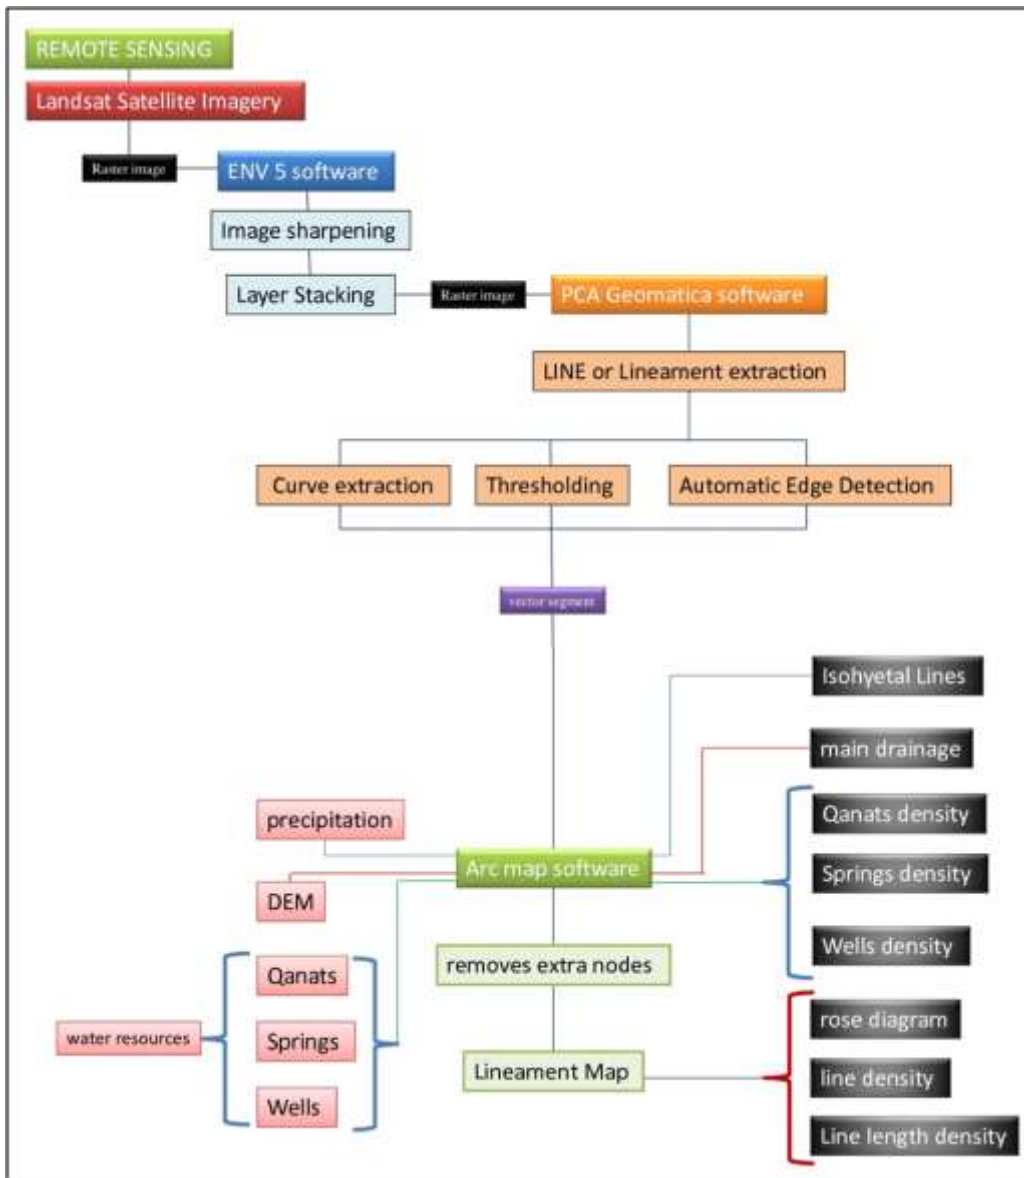 REMOTE SENSING
Landsat Satellite Imagery
Raster image
ENV 5 software
Image sharpening
Layer Stacking
Raster image
PCA Geomatica software
LINE or Lineament extraction
Curve extraction
Thresholding
Automatic Edge Detection
vector segment
Isohyetal Lines
main drainage
precipitation
Qanats density
Arc map software
Springs density
DEM
Wells density
removes extra nodes
Qanats
rose diagram
water resources
Springs
Lineament Map
line density
Wells
Line length density